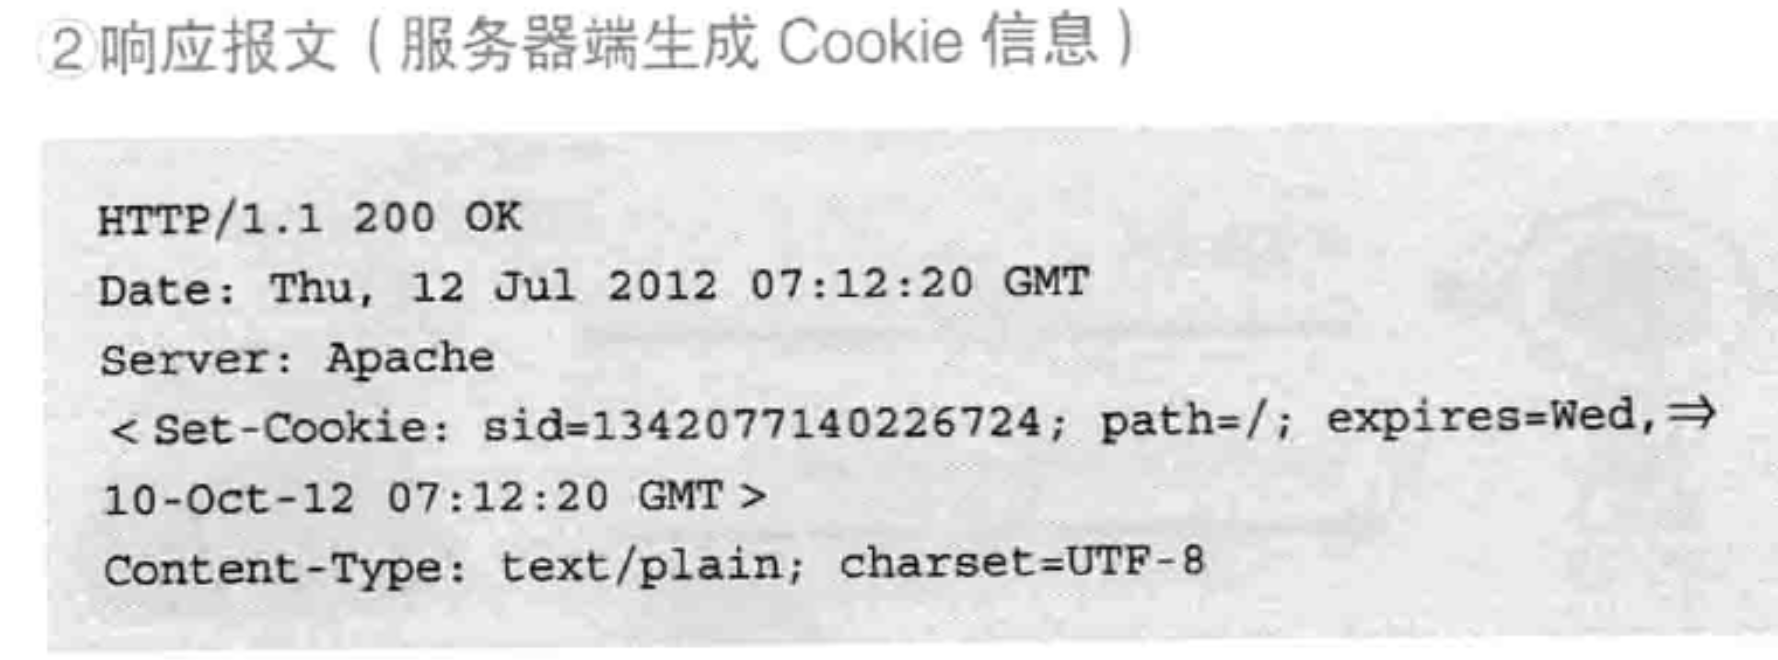 ②响应报文（服务器端生成 Cookie 信息）
HTTP/1.1 200 OK
Date: Thu, 12 Jul 2012 07:12:20 GMT
Server: Apache
<Set-Cookie: sid=1342077140226724; path=/; expires=Wed,⇒
10-Oct-12 07:12:20 GMT>
Content-Type: text/plain; charset=UTF-8